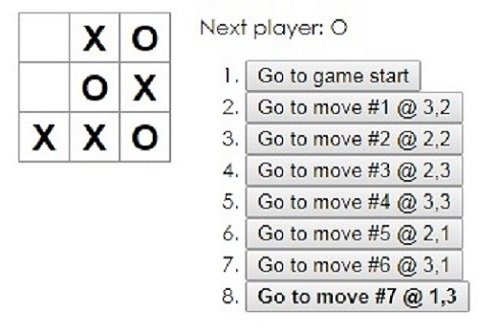 X O
O X
X X O
Next player: O
1. Go to game start
2. Go to move #1 @ 3,2
3. Go to move #2 @ 2,2
4. Go to move #3 @ 2,3
5. Go to move #4 @ 3,3
6. Go to move #5 @ 2,1
7. Go to move #6 @ 3,1
8. Go to move #7 @ 1,3